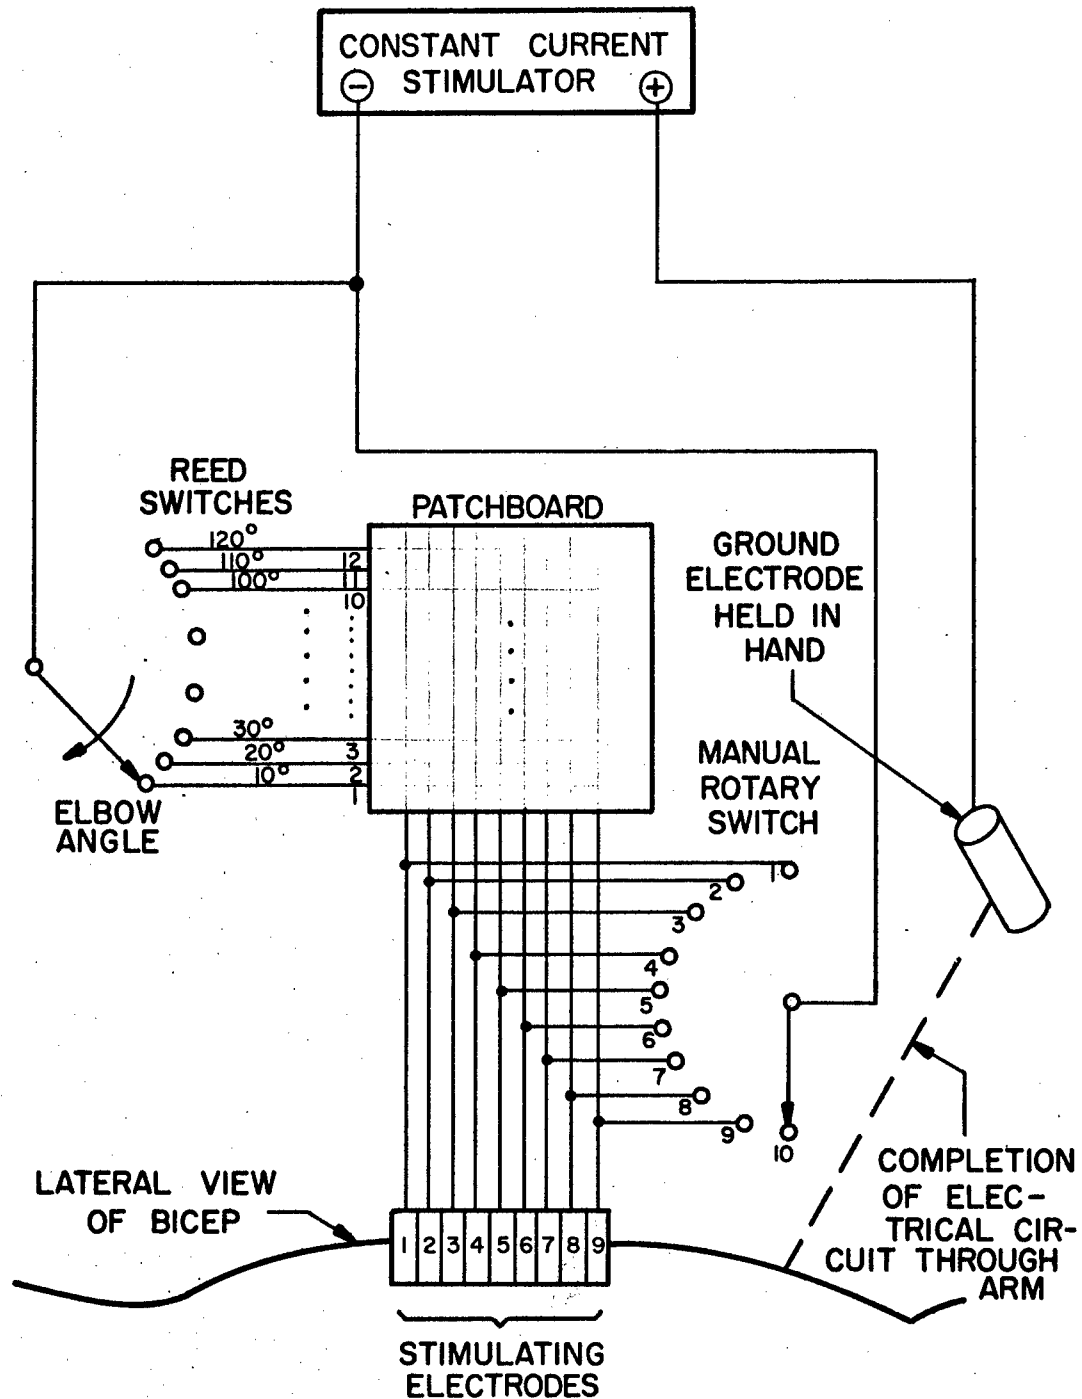 CONSTANT CURRENT
STIMULATOR
− +
REED
SWITCHES
PATCHBOARD
120°
110°
100°
12
11
10
30°
20°
10°
3
2
1
ELBOW
ANGLE
GROUND
ELECTRODE
HELD IN
HAND
MANUAL
ROTARY
SWITCH
1
2
3
4
5
6
7
8
9
10
LATERAL VIEW
OF BICEP
1 2 3 4 5 6 7 8 9
COMPLETION
OF ELEC-
TRICAL CIR-
CUIT THROUGH
ARM
STIMULATING
ELECTRODES